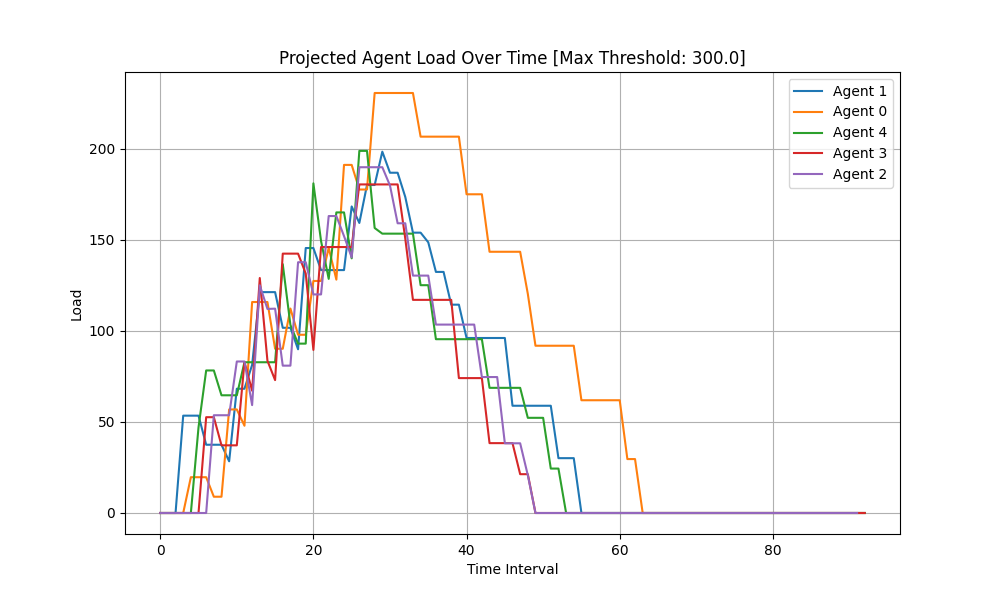 Projected Agent Load Over Time [Max Threshold: 300.0]
Agent 1
Agent 0
Agent 4
Agent 3
Agent 2
200
150
100
50
0
Load
0 20 40 60 80
Time Interval